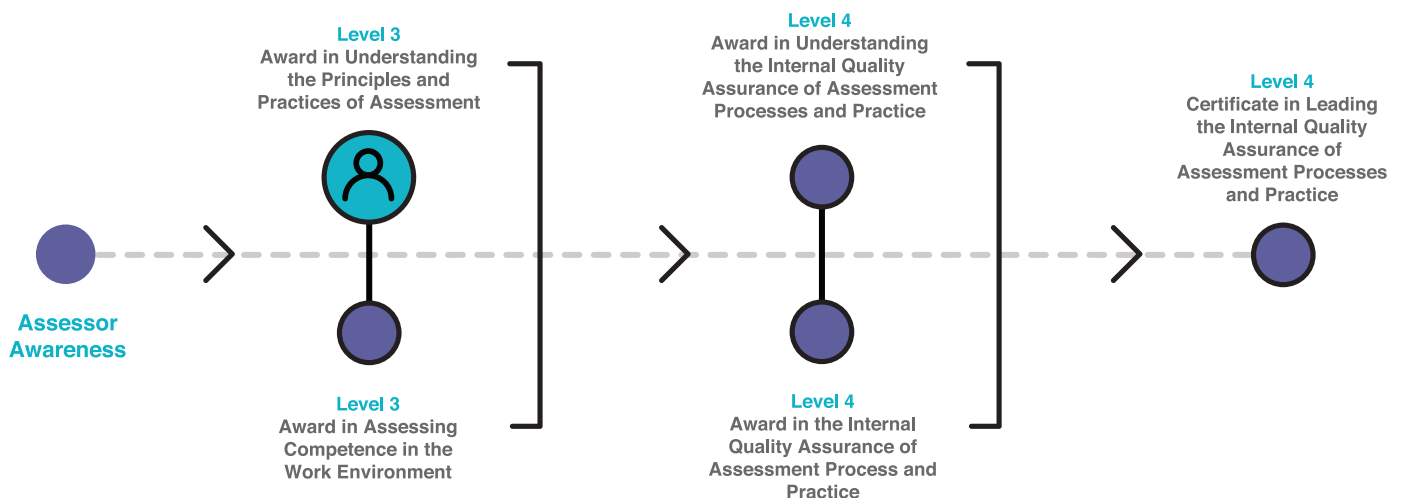 Assessor
Awareness
Level 3
Award in Understanding
the Principles and
Practices of Assessment
Level 3
Award in Assessing
Competence in the
Work Environment
Level 4
Award in Understanding
the Internal Quality
Assurance of Assessment
Processes and Practice
Level 4
Award in the Internal
Quality Assurance of
Assessment Process and
Practice
Level 4
Certificate in Leading
the Internal Quality
Assurance of
Assessment Processes
and Practice